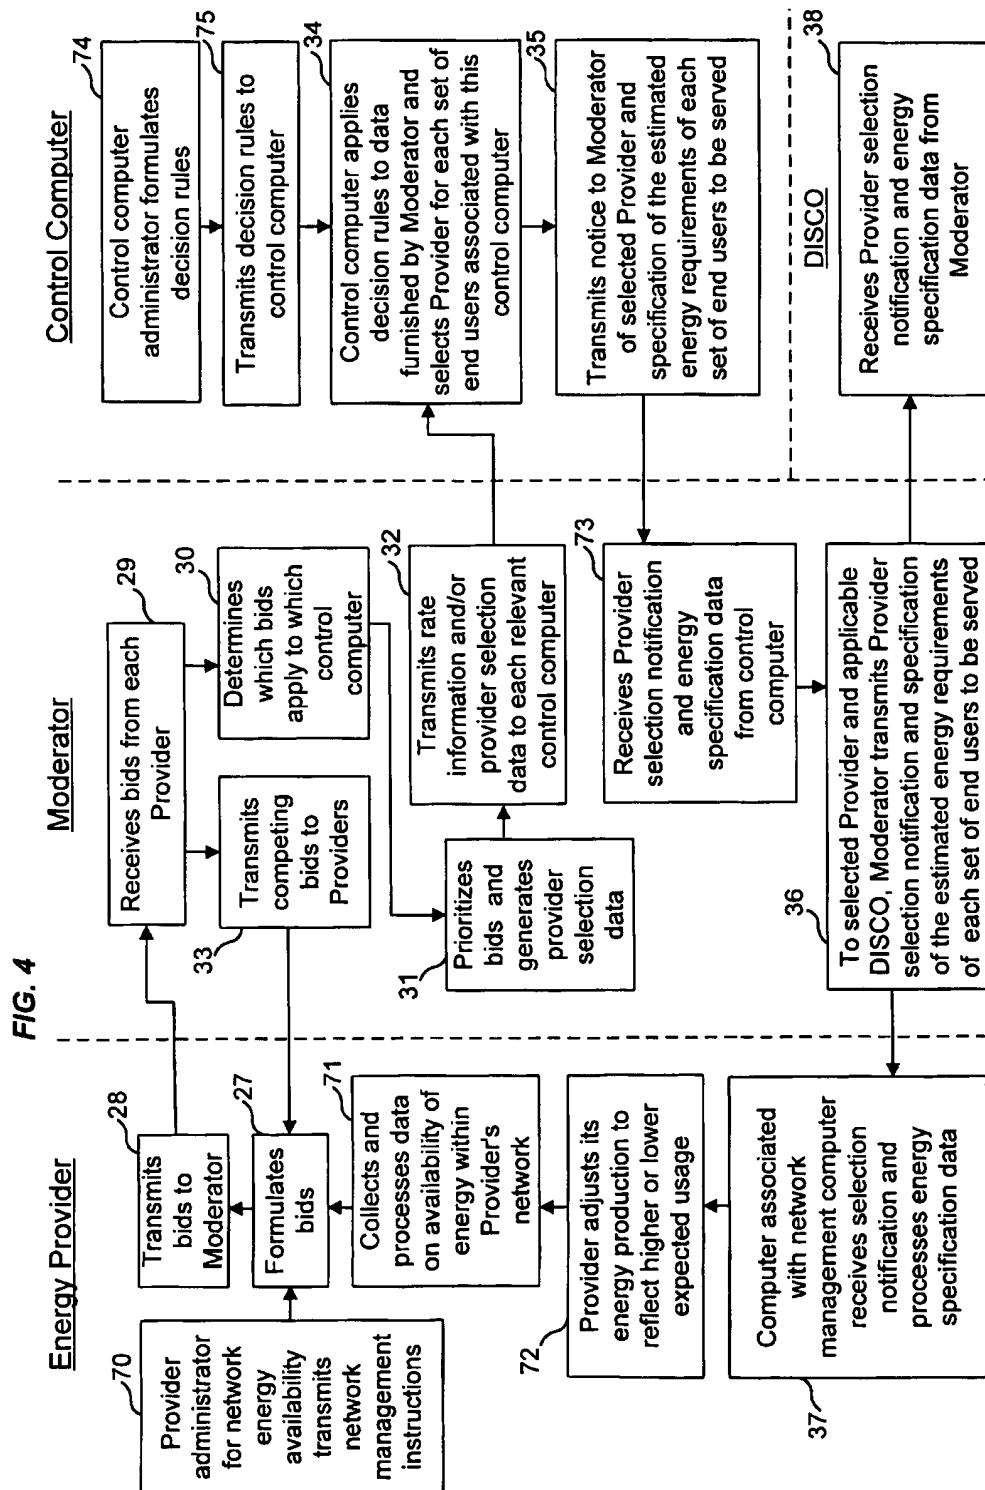 FIG. 4
Energy Provider
70
Provider
administrator
for network
energy
availability
transmits
network
management
instructions
28
Transmits
bids to
Moderator
27
Formulates
bids
71
Collects and
processes data
on availability of
energy within
Provider's
network
72
Provider adjusts its
energy production to
reflect higher or lower
expected usage
37
Computer associated
with network
management computer
receives selection
notification and
processes energy
specification data
Moderator
29
Receives bids from each
Provider
33
Transmits
competing
bids to
Providers
30
Determines
which bids
apply to which
control
computer
31
Prioritizes
bids and
generates
provider
selection
data
32
Transmits rate
information and/or
provider selection
data to each relevant
control computer
73
Receives Provider
selection notification
and energy
specification data
from control
computer
36
To selected Provider and applicable
DISCO, Moderator transmits Provider
selection notification and specification
of the estimated energy requirements
of each set of end users to be served
Control Computer
74
Control computer
administrator formulates
decision rules
75
Transmits decision rules to
control computer
34
Control computer applies
decision rules to data
furnished by Moderator and
selects Provider for each set of
end users associated with this
control computer
35
Transmits notice to Moderator
of selected Provider and
specification of the estimated
energy requirements of each
set of end users to be served
DISCO
38
Receives Provider selection
notification and energy
specification data from
Moderator